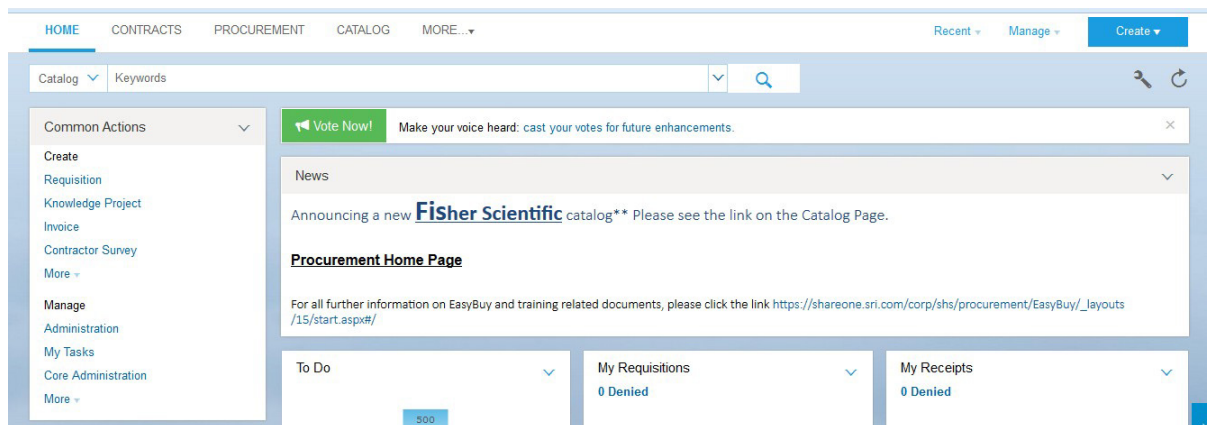 HOME CONTRACTS PROCUREMENT CATALOG MORE...
Recent Manage Create
Catalog Keywords
Common Actions
Create
Requisition
Knowledge Project
Invoice
Contractor Survey
More
Manage
Administration
My Tasks
Core Administration
More
Vote Now! Make your voice heard: cast your votes for future enhancements.
News
Announcing a new Fisher Scientific catalog** Please see the link on the Catalog Page.
Procurement Home Page
For all further information on EasyBuy and training related documents, please click the link https://shareone.sri.com/corp/shs/procurement/EasyBuy/_layouts
/15/start.aspx#/
To Do
500
My Requisitions
0 Denied
My Receipts
0 Denied